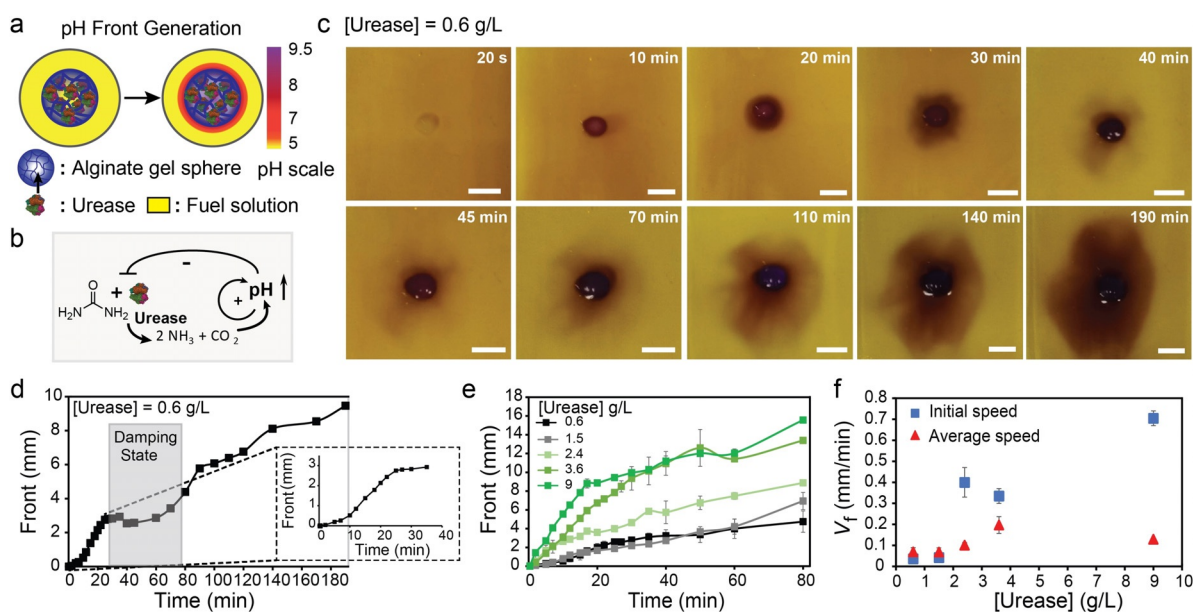 a
pH Front Generation
9.5
9
8
7
6
5
pH scale
: Alginate gel sphere
: Urease
: Fuel solution
b
H₂N
O
NH₂
+
Urease
2 NH₃ + CO₂
-
+
pH
c
[Urease] = 0.6 g/L
20 s
10 min
20 min
30 min
40 min
45 min
70 min
110 min
140 min
190 min
d
[Urease] = 0.6 g/L
Damping
State
Front (mm)
10
8
6
4
2
0
0 20 40 60 80 100 120 140 160 180
Time (min)
Front (mm)
3
2
1
0
0 10 20 30 40
Time (min)
e
[Urease] g/L
0.6
1.5
2.4
3.6
9
Front (mm)
18
16
14
12
10
8
6
4
2
0
0 20 40 60 80
Time (min)
f
Initial speed
Average speed
Vf (mm/min)
0.8
0.7
0.6
0.5
0.4
0.3
0.2
0.1
0
0 1 2 3 4 5 6 7 8 9 10
[Urease] (g/L)